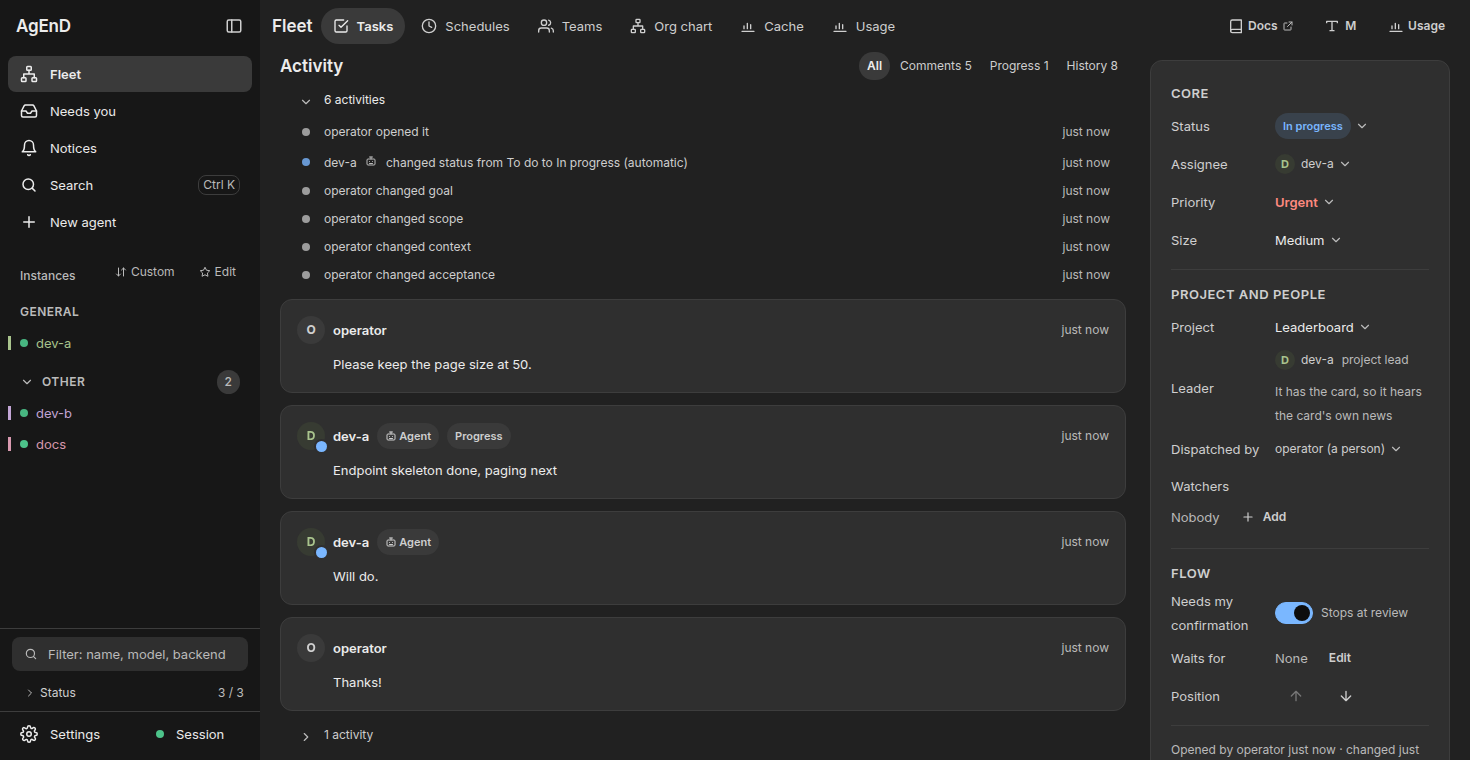 AgEnD
Fleet
Needs you
Notices
Search
Ctrl K
New agent
Instances
Custom
Edit
GENERAL
dev-a
OTHER
2
dev-b
docs
Filter: name, model, backend
Status
3 / 3
Settings
Session
Fleet
Tasks
Schedules
Teams
Org chart
Cache
Usage
Docs
M
Usage
Activity
All
Comments 5
Progress 1
History 8
6 activities
operator opened it
just now
dev-a changed status from To do to In progress (automatic)
just now
operator changed goal
just now
operator changed scope
just now
operator changed context
just now
operator changed acceptance
just now
O
operator
just now
Please keep the page size at 50.
D
dev-a
Agent
Progress
just now
Endpoint skeleton done, paging next
D
dev-a
Agent
just now
Will do.
O
operator
just now
Thanks!
1 activity
just now
CORE
Status
In progress
Assignee
D
dev-a
Priority
Urgent
Size
Medium
PROJECT AND PEOPLE
Project
Leaderboard
Leader
D
dev-a
project lead
It has the card, so it hears
the card's own news
Dispatched by
operator (a person)
Watchers
Nobody
Add
FLOW
Needs my
confirmation
Stops at review
Waits for
None
Edit
Position
Opened by operator just now · changed just